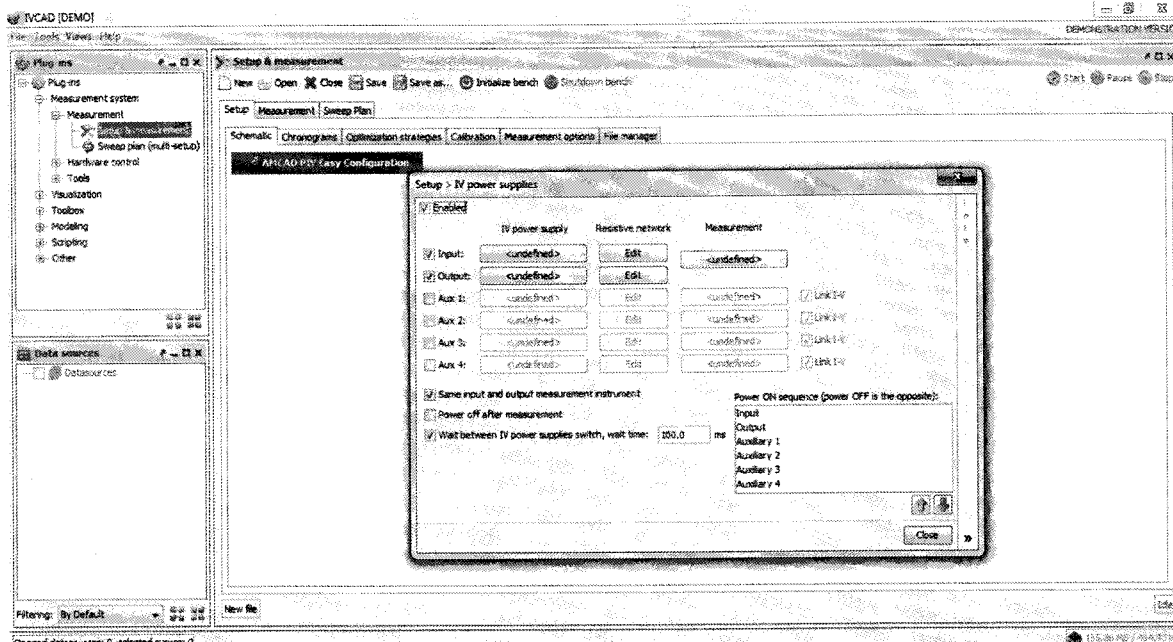 IVCAD [DEMO]
File Tools Views Help
DEMONSTRATION VERSIO
Plug-ins
Setup & measurement
Plug-ins
Measurement system
Measurement
Setup & measurement
Sweep plan (multi-setup)
Hardware control
Tools
Visualization
Toolbox
Modeling
Scripting
Other
New Open Close Save Save as... Initialize bench Shutdown bench
Start Pause Stop
Setup Measurement Sweep Plan
Schematic Chronograms Optimization strategies Calibration Measurement options File manager
AMCAD PIV Easy Configuration
Setup > IV power supplies
Enabled
IV power supply Resistive network Measurement
Input: <undefined> Edit <undefined>
Output: <undefined> Edit
Aux 1: <undefined> Edit <undefined> Link I-V
Aux 2: <undefined> Edit <undefined> Link I-V
Aux 3: <undefined> Edit <undefined> Link I-V
Aux 4: <undefined> Edit <undefined> Link I-V
Same input and output measurement instrument
Power off after measurement
Wait between IV power supplies switch, wait time: 100.0 ms
Power ON sequence (power OFF is the opposite):
Input
Output
Auxiliary 1
Auxiliary 2
Auxiliary 3
Auxiliary 4
Close
Data sources
Datasources
Filtering: By Default
New file